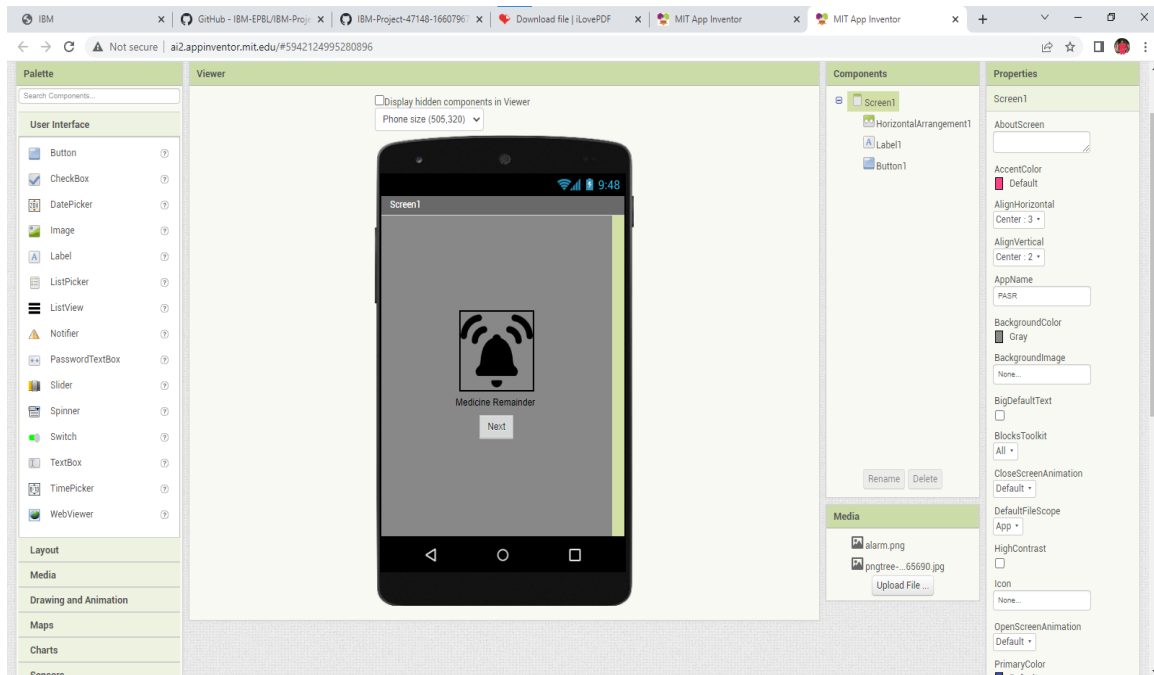 IBM
GitHub - IBM-EPBL/IBM-Proje
IBM-Project-47148-16607967
Download file | iLovePDF
MIT App Inventor
MIT App Inventor
Not secure | ai2.appinventor.mit.edu/#5942124995280896
Palette
Search Components...
User Interface
Button
CheckBox
DatePicker
Image
Label
ListPicker
ListView
Notifier
PasswordTextBox
Slider
Spinner
Switch
TextBox
TimePicker
WebViewer
Layout
Media
Drawing and Animation
Maps
Charts
Sensors
Viewer
Display hidden components in Viewer
Phone size (505,320)
9:48
Screen1
Medicine Remainder
Next
Components
Screen1
HorizontalArrangement1
Label1
Button1
Rename Delete
Media
alarm.png
pngtree-...65690.jpg
Upload File ...
Properties
Screen1
AboutScreen
AccentColor
Default
AlignHorizontal
Center : 3
AlignVertical
Center : 2
AppName
PASR
BackgroundColor
Gray
BackgroundImage
None...
BigDefaultText
BlocksToolkit
All
CloseScreenAnimation
Default
DefaultFileScope
App
HighContrast
Icon
None...
OpenScreenAnimation
Default
PrimaryColor